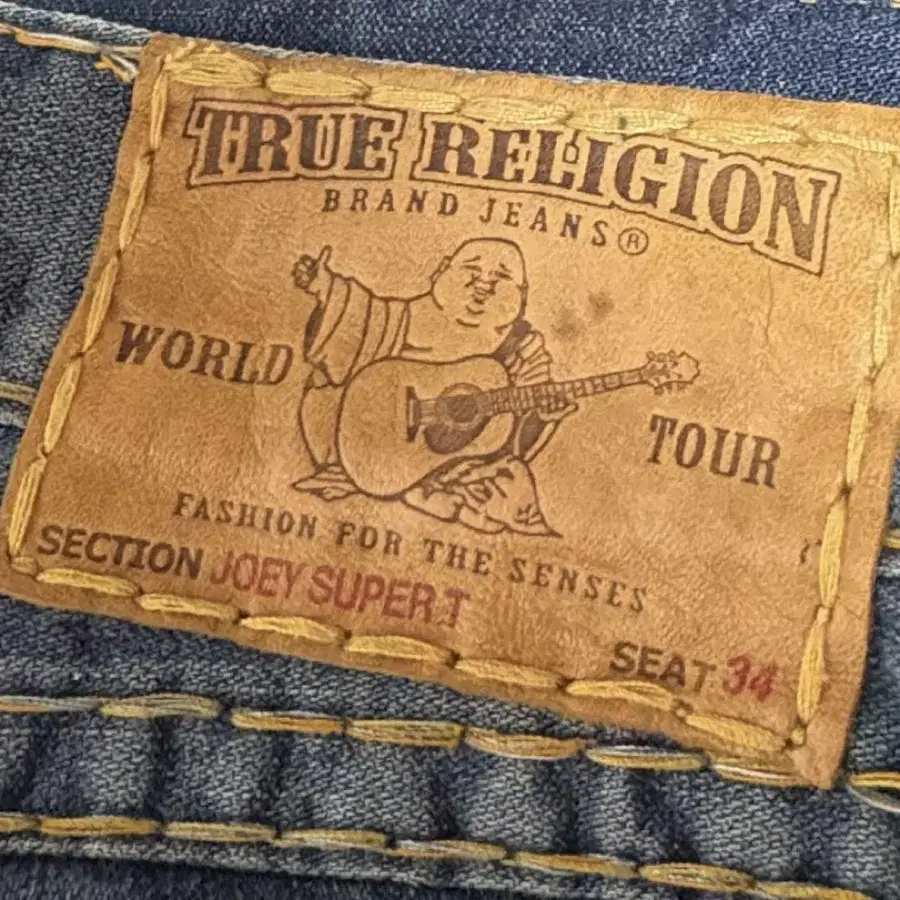 TRUE RELIGION
BRAND JEANS®
WORLD TOUR
FASHION FOR THE SENSES
SECTION JOEY SUPER T
SEAT 34